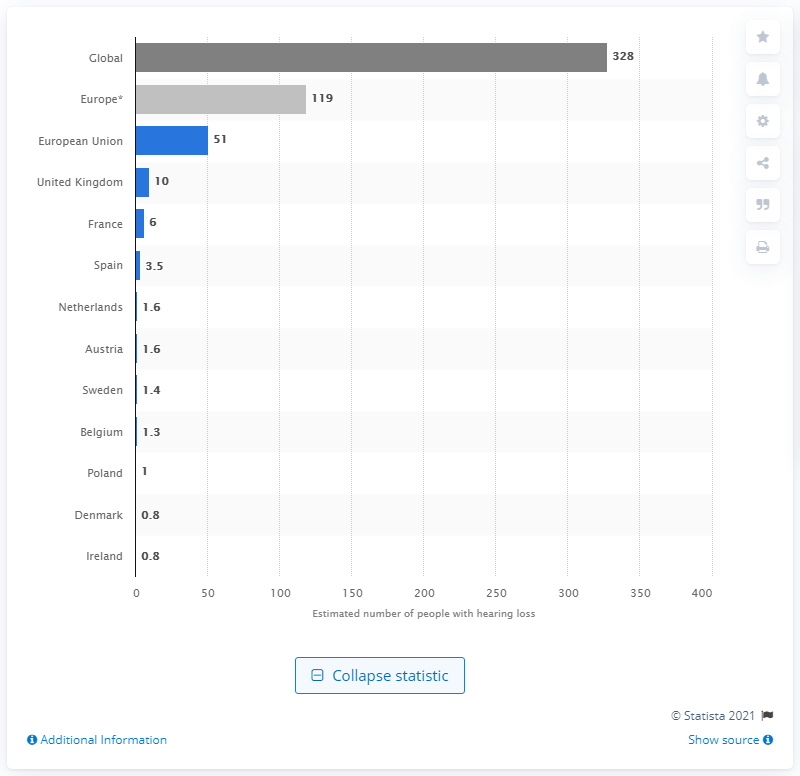 Global 328
Europe* 119
European Union 51
United Kingdom 10
France 6
Spain 3.5
Netherlands 1.6
Austria 1.6
Sweden 1.4
Belgium 1.3
Poland 1
Denmark 0.8
Ireland 0.8
0 50 100 150 200 250 300 350 400
Estimated number of people with hearing loss
Collapse statistic
© Statista 2021
Additional Information
Show source